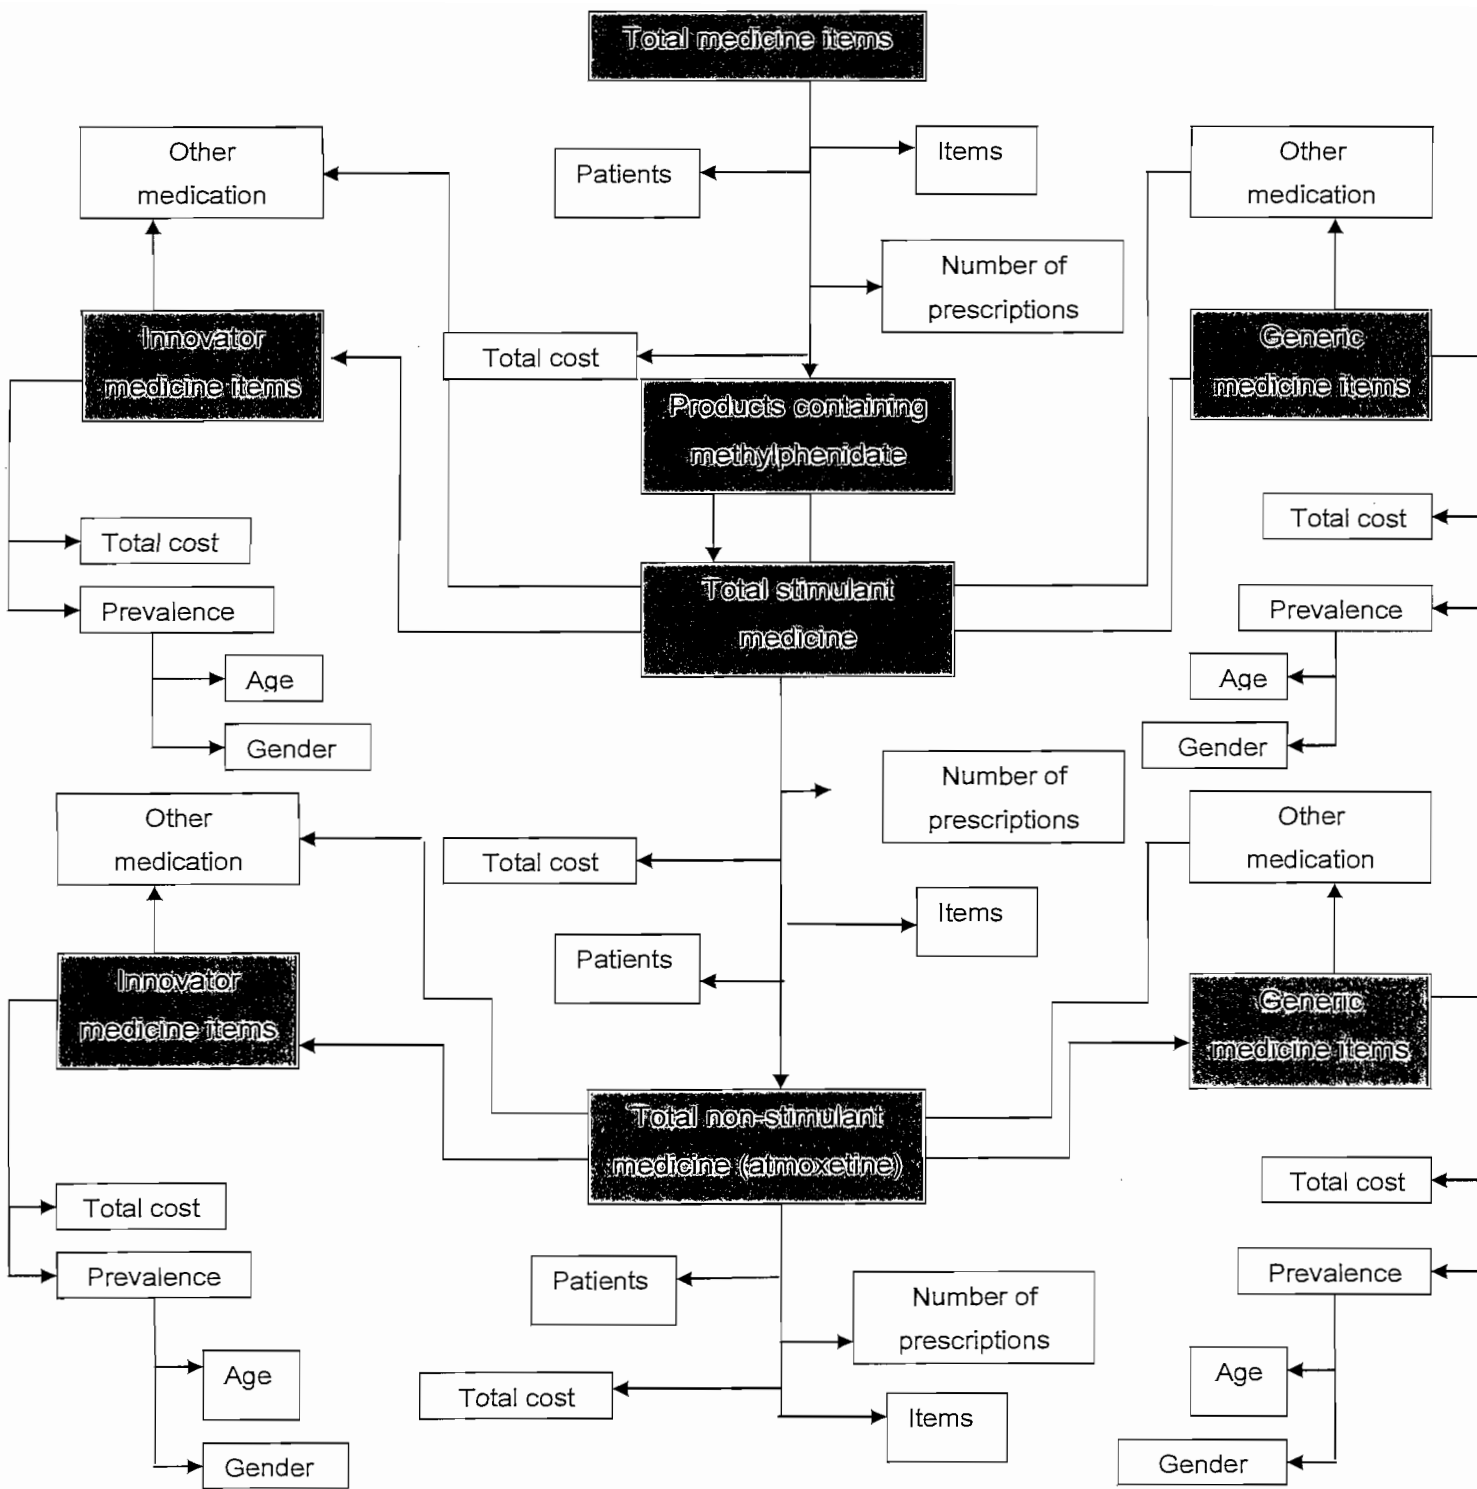 Total medicine items
Other
medication
Patients
Items
Other
medication
Number of
prescriptions
Innovator
medicine items
Total cost
Generic
medicine items
Products containing
methylphenidate
Total cost
Total cost
Prevalence
Total stimulant
medicine
Prevalence
Age
Age
Gender
Gender
Number of
prescriptions
Other
medication
Total cost
Other
medication
Items
Patients
Innovator
medicine items
Generic
medicine items
Total non-stimulant
medicine (atmoxetine)
Total cost
Total cost
Prevalence
Patients
Number of
prescriptions
Prevalence
Age
Total cost
Items
Age
Gender
Gender